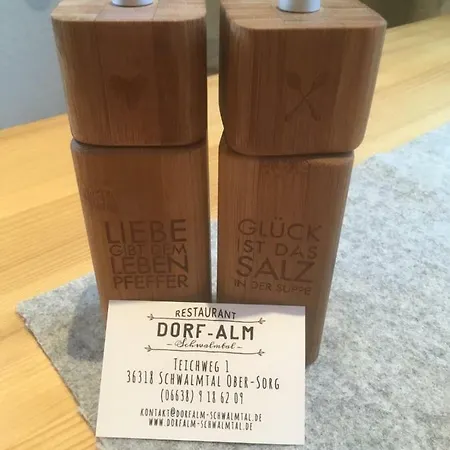 LIEBE
GIBT DEM
LEBEN
PFEFFER
GLÜCK
IST DAS
SALZ
IN DER SUPPE
RESTAURANT
DORF-ALM
- Schwalmtal -
TEICHWEG 1
36318 SCHWALMTAL OBER-SORG
(06638) 9 18 62 09
KONTAKT@DORFALM-SCHWALMTAL.DE
WWW.DORFALM-SCHWALMTAL.DE